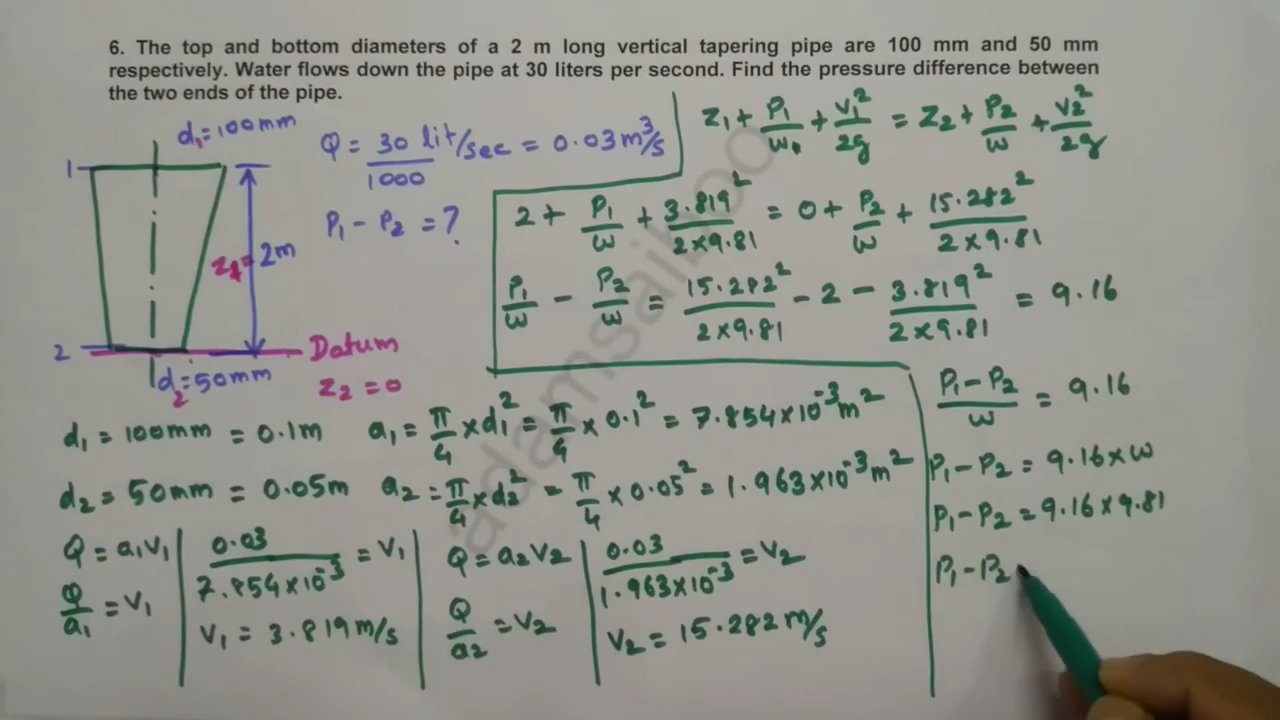 6. The top and bottom diameters of a 2 m long vertical tapering pipe are 100 mm and 50 mm
respectively. Water flows down the pipe at 30 liters per second. Find the pressure difference between
the two ends of the pipe.
d₁=100mm
1
Z₁=2m
2
Datum
d₂=50mm
Z₂=0
Q = 30/1000 lit/sec = 0.03 m³/s
P₁ - P₂ = ?
Z₁ + P₁/w + V₁²/2g = Z₂ + P₂/w + V₂²/2g
2 + P₁/w + 3.819²/2×9.81 = 0 + P₂/w + 15.282²/2×9.81
P₁/w - P₂/w = 15.282²/2×9.81 - 2 - 3.819²/2×9.81 = 9.16
d₁ = 100mm = 0.1m a₁ = π/4 × d₁² = π/4 × 0.1² = 7.854×10⁻³m²
d₂ = 50mm = 0.05m a₂ = π/4 × d₂² = π/4 × 0.05² = 1.963×10⁻³m²
Q = a₁V₁
Q/a₁ = V₁
0.03/7.854×10⁻³ = V₁
V₁ = 3.819m/s
Q = a₂V₂
Q/a₂ = V₂
0.03/1.963×10⁻³ = V₂
V₂ = 15.282 m/s
P₁-P₂/w = 9.16
P₁-P₂ = 9.16×w
P₁-P₂ = 9.16×9.81
P₁-P₂
adamsaiboo